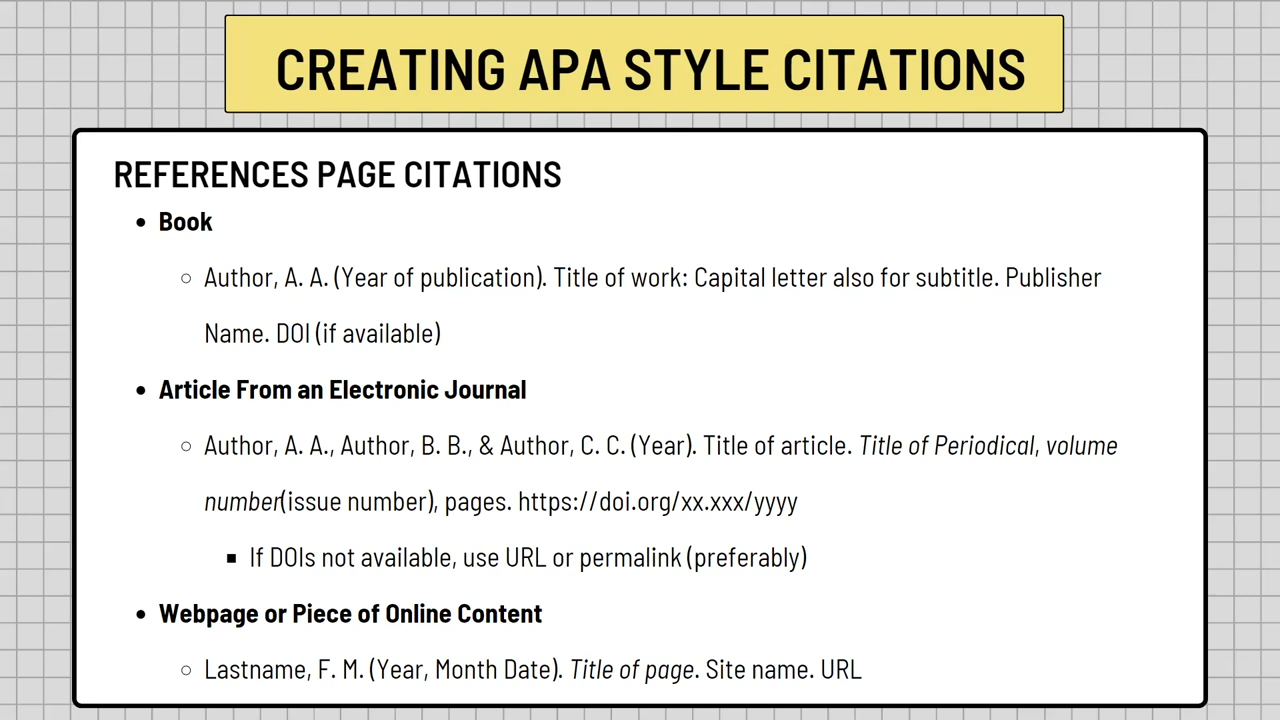 CREATING APA STYLE CITATIONS
REFERENCES PAGE CITATIONS
• Book
○ Author, A. A. (Year of publication). Title of work: Capital letter also for subtitle. Publisher
Name. DOI (if available)
• Article From an Electronic Journal
○ Author, A. A., Author, B. B., & Author, C. C. (Year). Title of article. Title of Periodical, volume
number(issue number), pages. https://doi.org/xx.xxx/yyyy
▪ If DOIs not available, use URL or permalink (preferably)
• Webpage or Piece of Online Content
○ Lastname, F. M. (Year, Month Date). Title of page. Site name. URL